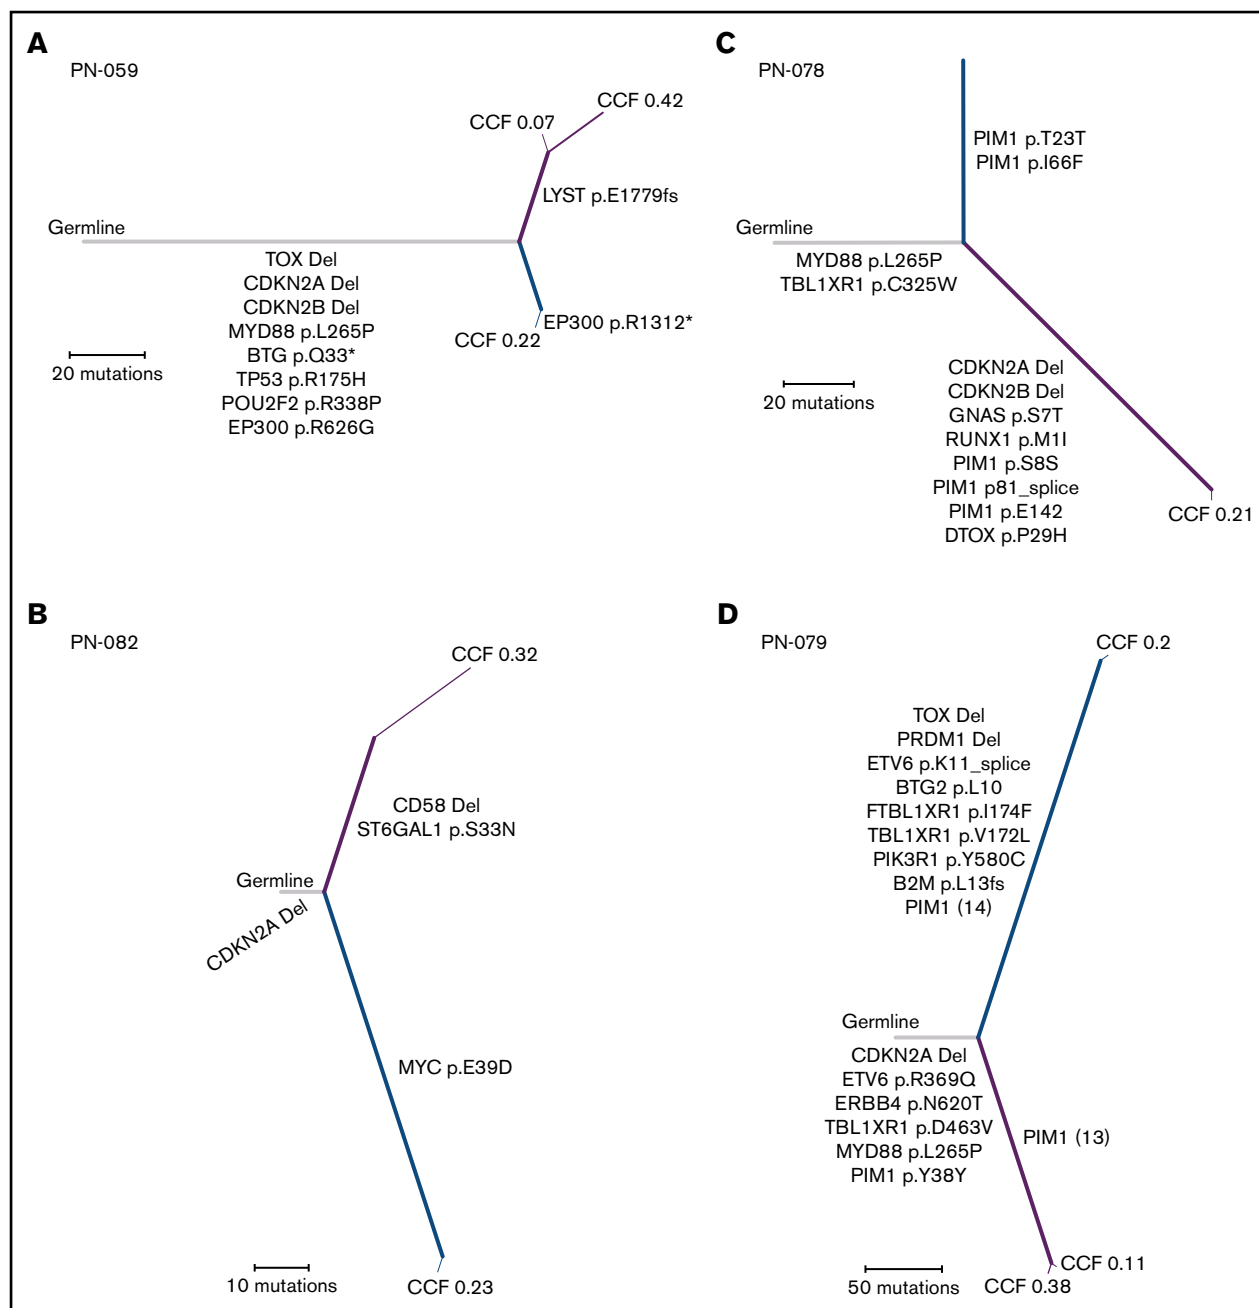 A
PN-059
CCF 0.42
CCF 0.07
LYST p.E1779fs
Germline
TOX Del
CDKN2A Del
CDKN2B Del
MYD88 p.L265P
BTG p.Q33*
TP53 p.R175H
POU2F2 p.R338P
EP300 p.R626G
EP300 p.R1312*
CCF 0.22
20 mutations
C
PN-078
PIM1 p.T23T
PIM1 p.I66F
Germline
MYD88 p.L265P
TBL1XR1 p.C325W
CDKN2A Del
CDKN2B Del
GNAS p.S7T
RUNX1 p.M1I
PIM1 p.S8S
PIM1 p81_splice
PIM1 p.E142
DTOX p.P29H
CCF 0.21
20 mutations
B
PN-082
CCF 0.32
CD58 Del
ST6GAL1 p.S33N
Germline
CDKN2A Del
MYC p.E39D
10 mutations
CCF 0.23
D
PN-079
CCF 0.2
TOX Del
PRDM1 Del
ETV6 p.K11_splice
BTG2 p.L10
FTBL1XR1 p.I174F
TBL1XR1 p.V172L
PIK3R1 p.Y580C
B2M p.L13fs
PIM1 (14)
Germline
CDKN2A Del
ETV6 p.R369Q
ERBB4 p.N620T
TBL1XR1 p.D463V
MYD88 p.L265P
PIM1 p.Y38Y
PIM1 (13)
CCF 0.11
CCF 0.38
50 mutations